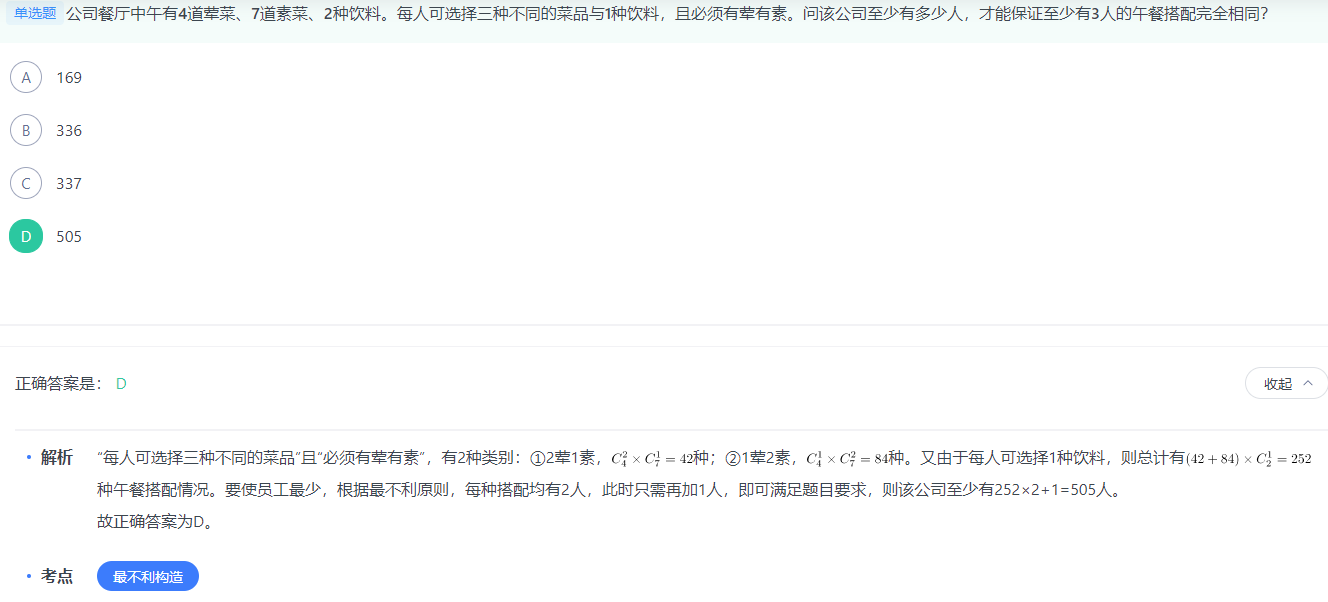 单选题 公司餐厅中午有4道荤菜、7道素菜、2种饮料。每人可选择三种不同的菜品与1种饮料，且必须有荤有素。问该公司至少有多少人，才能保证至少有3人的午餐搭配完全相同？
A 169
B 336
C 337
D 505
正确答案是： D
收起
• 解析 “每人可选择三种不同的菜品”且“必须有荤有素”，有2种类别：①2荤1素，$C_4^2 \times C_7^1 = 42$种；②1荤2素，$C_4^1 \times C_7^2 = 84$种。又由于每人可选择1种饮料，则总计有$(42 + 84) \times C_2^1 = 252$
种午餐搭配情况。要使员工最少，根据最不利原则，每种搭配均有2人，此时只需再加1人，即可满足题目要求，则该公司至少有252×2+1=505人。
故正确答案为D。
• 考点 最不利构造